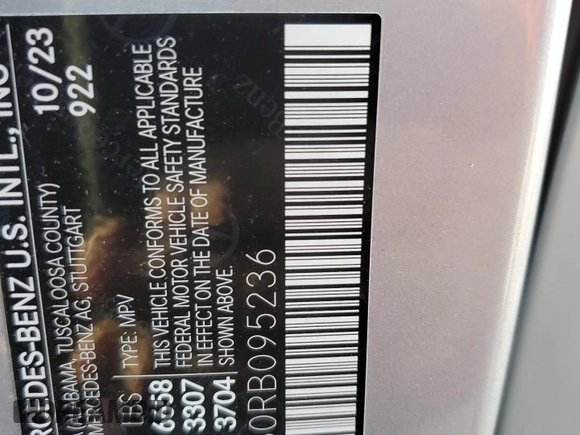 RCEDES-BENZ U.S. INTL., INC
ALABAMA, TUSCALOOSA COUNTY)
MERCEDES-BENZ AG, STUTTGART
10/23
922
LBS
TYPE: MPV
6658
3307
3704
THIS VEHICLE CONFORMS TO ALL APPLICABLE
FEDERAL MOTOR VEHICLE SAFETY STANDARDS
IN EFFECT ON THE DATE OF MANUFACTURE
SHOWN ABOVE.
0RB095236